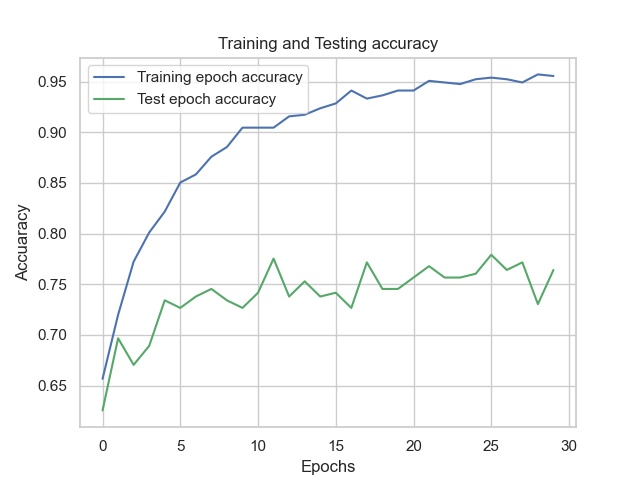 Training and Testing accuracy
Training epoch accuracy
Test epoch accuracy
0.95
0.90
0.85
0.80
0.75
0.70
0.65
Accuaracy
0 5 10 15 20 25 30
Epochs